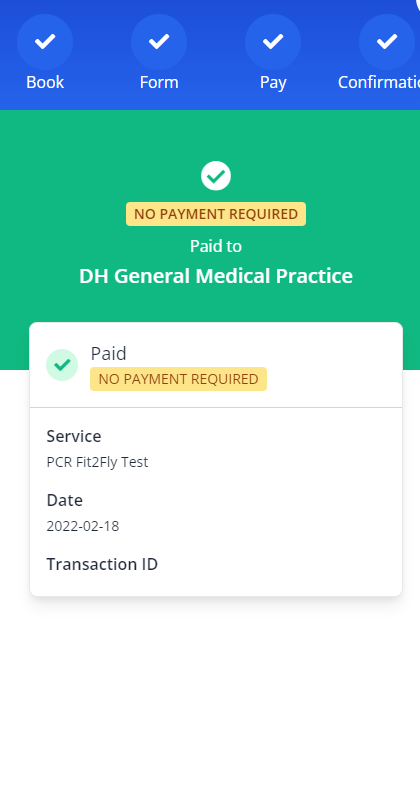 Book
Form
Pay
Confirmatic
NO PAYMENT REQUIRED
Paid to
DH General Medical Practice
Paid
NO PAYMENT REQUIRED
Service
PCR Fit2Fly Test
Date
2022-02-18
Transaction ID